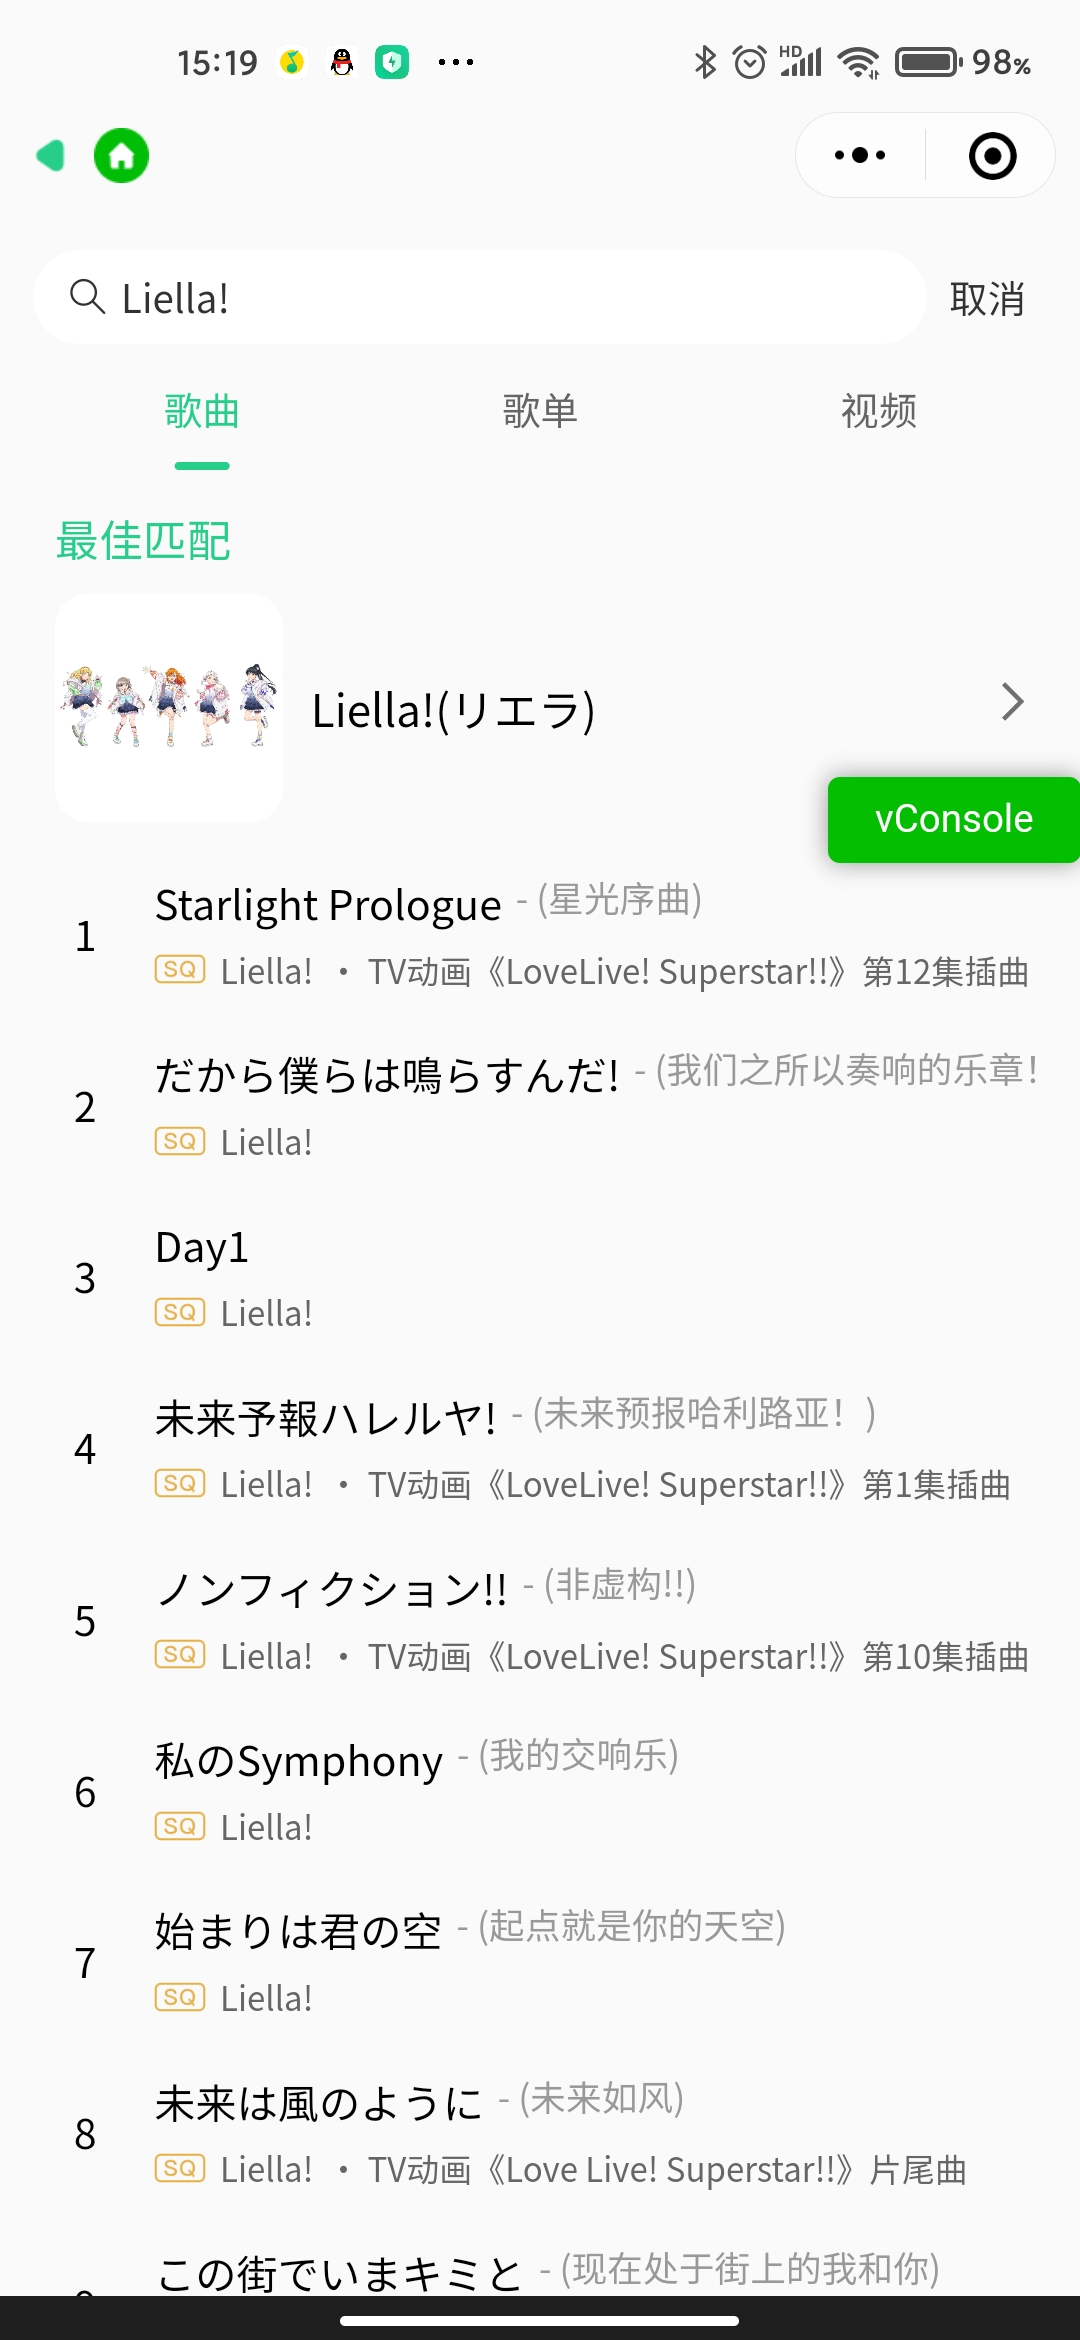 15:19
HD
98%
Liella!
取消
歌曲
歌单
视频
最佳匹配
Liella!(リエラ)
vConsole
1
Starlight Prologue - (星光序曲)
SQ Liella! · TV动画《LoveLive! Superstar!!》第12集插曲
2
だから僕らは鳴らすんだ! - (我们之所以奏响的乐章!
SQ Liella!
3
Day1
SQ Liella!
4
未来予報ハレルヤ! - (未来预报哈利路亚！)
SQ Liella! · TV动画《LoveLive! Superstar!!》第1集插曲
5
ノンフィクション!! - (非虚构!!)
SQ Liella! · TV动画《LoveLive! Superstar!!》第10集插曲
6
私のSymphony - (我的交响乐)
SQ Liella!
7
始まりは君の空 - (起点就是你的天空)
SQ Liella!
8
未来は風のように - (未来如风)
SQ Liella! · TV动画《Love Live! Superstar!!》片尾曲
この街でいまキミと - (现在处于街上的我和你)